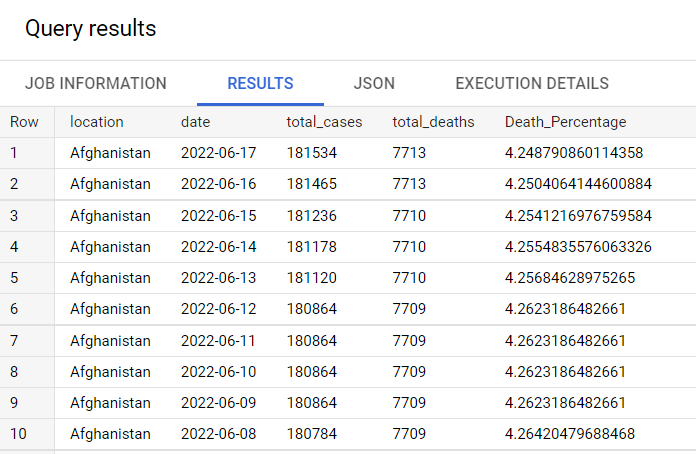 Query results
JOB INFORMATION RESULTS JSON EXECUTION DETAILS
Row location date total_cases total_deaths Death_Percentage
1 Afghanistan 2022-06-17 181534 7713 4.248790860114358
2 Afghanistan 2022-06-16 181465 7713 4.2504064144600884
3 Afghanistan 2022-06-15 181236 7710 4.2541216976759584
4 Afghanistan 2022-06-14 181178 7710 4.2554835576063326
5 Afghanistan 2022-06-13 181120 7710 4.25684628975265
6 Afghanistan 2022-06-12 180864 7709 4.2623186482661
7 Afghanistan 2022-06-11 180864 7709 4.2623186482661
8 Afghanistan 2022-06-10 180864 7709 4.2623186482661
9 Afghanistan 2022-06-09 180864 7709 4.2623186482661
10 Afghanistan 2022-06-08 180784 7709 4.26420479688468